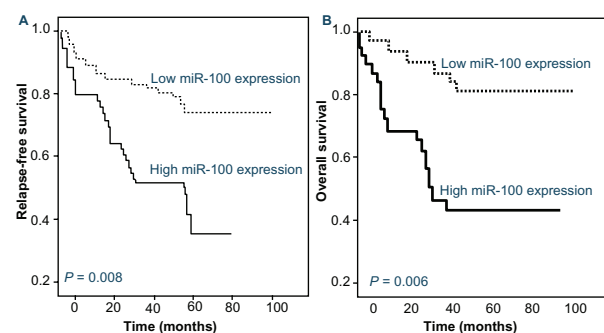 A
Relapse-free survival
1.0
0.8
0.6
0.4
0.2
Low miR-100 expression
High miR-100 expression
P = 0.008
0 20 40 60 80 100
Time (months)
B
Overall survival
1.0
0.8
0.6
0.4
0.2
Low miR-100 expression
High miR-100 expression
P = 0.006
0 20 40 60 80 100
Time (months)